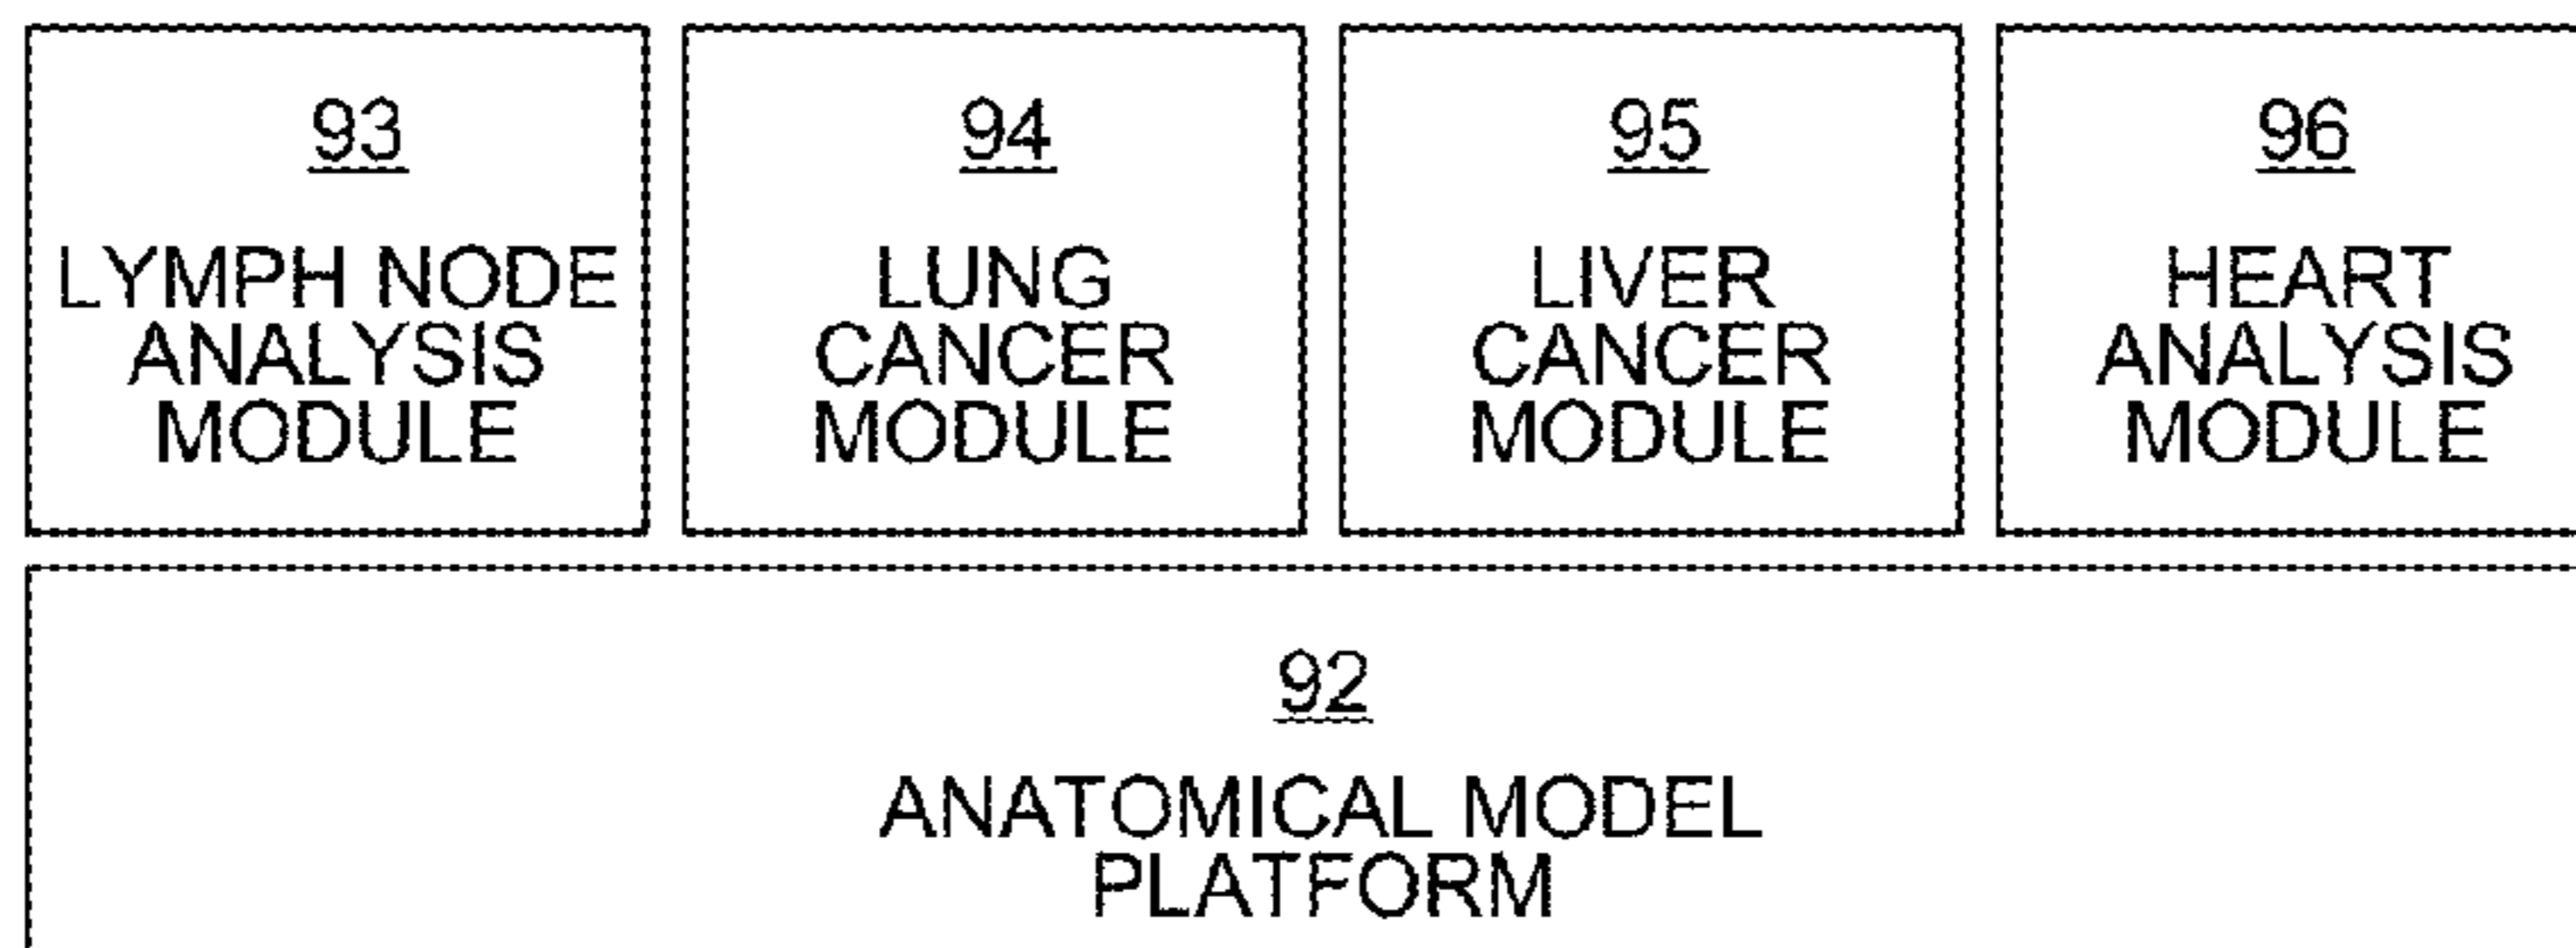 93
LYMPH NODE
ANALYSIS
MODULE
94
LUNG
CANCER
MODULE
95
LIVER
CANCER
MODULE
96
HEART
ANALYSIS
MODULE
92
ANATOMICAL MODEL
PLATFORM